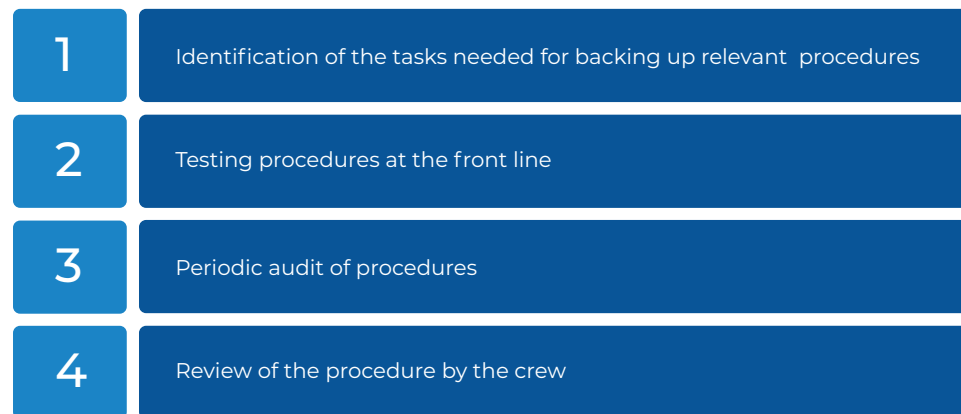 1
Identification of the tasks needed for backing up relevant procedures
2
Testing procedures at the front line
3
Periodic audit of procedures
4
Review of the procedure by the crew